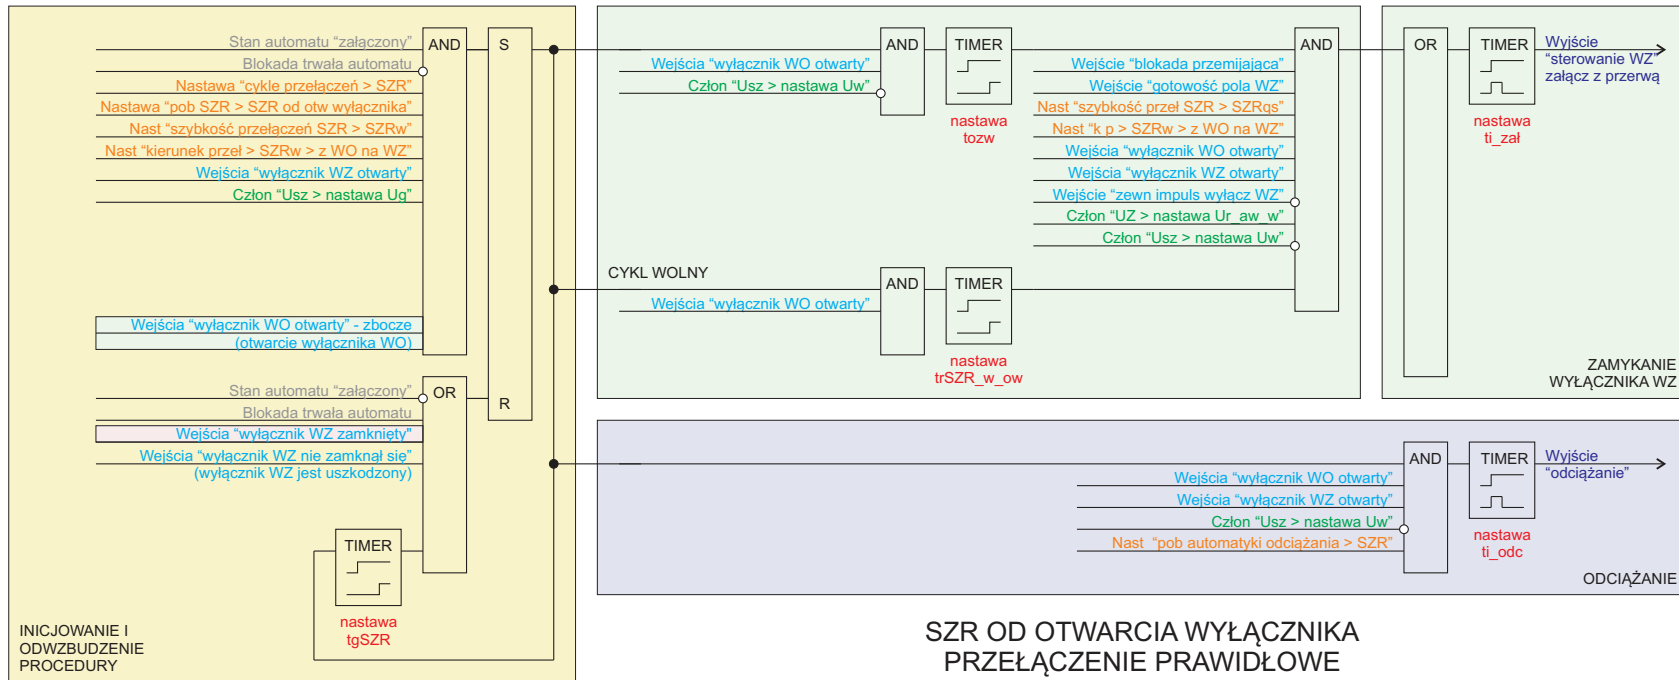 Stan automatu “załączony”
Blokada trwała automatu
Nastawa “cykle przełączeń > SZR”
Nastawa “pob SZR > SZR od otw wyłącznika”
Nast “szybkość przełączeń SZR > SZRw”
Nast “kierunek przeł > SZRw > z WO na WZ”
Wejścia “wyłącznik WZ otwarty”
Człon “Usz > nastawa Ug”
Wejścia “wyłącznik WO otwarty” - zbocze
(otwarcie wyłącznika WO)
AND
S
Stan automatu “załączony”
Blokada trwała automatu
Wejścia “wyłącznik WZ zamknięty”
Wejścia “wyłącznik WZ nie zamknął się”
(wyłącznik WZ jest uszkodzony)
OR
R
TIMER
nastawa
tgSZR
INICJOWANIE I
ODWZBUDZENIE
PROCEDURY
Wejścia “wyłącznik WO otwarty”
Człon “Usz > nastawa Uw”
AND
TIMER
nastawa
tozw
CYKL WOLNY
Wejścia “wyłącznik WO otwarty”
AND
TIMER
nastawa
trSZR_w_ow
Wejście “blokada przemijająca”
Wejście “gotowość pola WZ”
Nast “szybkość przeł SZR > SZRqs”
Nast “k p > SZRw > z WO na WZ”
Wejścia “wyłącznik WO otwarty”
Wejścia “wyłącznik WZ otwarty”
Wejście “zewn impuls wyłącz WZ”
Człon “UZ > nastawa Ur_aw_w”
Człon “Usz > nastawa Uw”
AND
OR
TIMER
nastawa
ti_zał
Wyjście
“sterowanie WZ”
załącz z przerwą
ZAMYKANIE
WYŁĄCZNIKA WZ
Wejścia “wyłącznik WO otwarty”
Wejścia “wyłącznik WZ otwarty”
Człon “Usz > nastawa Uw”
Nast “pob automatyki odciążania > SZR”
AND
TIMER
nastawa
ti_odc
Wyjście
“odciążanie”
ODCIĄŻANIE
SZR OD OTWARCIA WYŁĄCZNIKA
PRZEŁĄCZENIE PRAWIDŁOWE